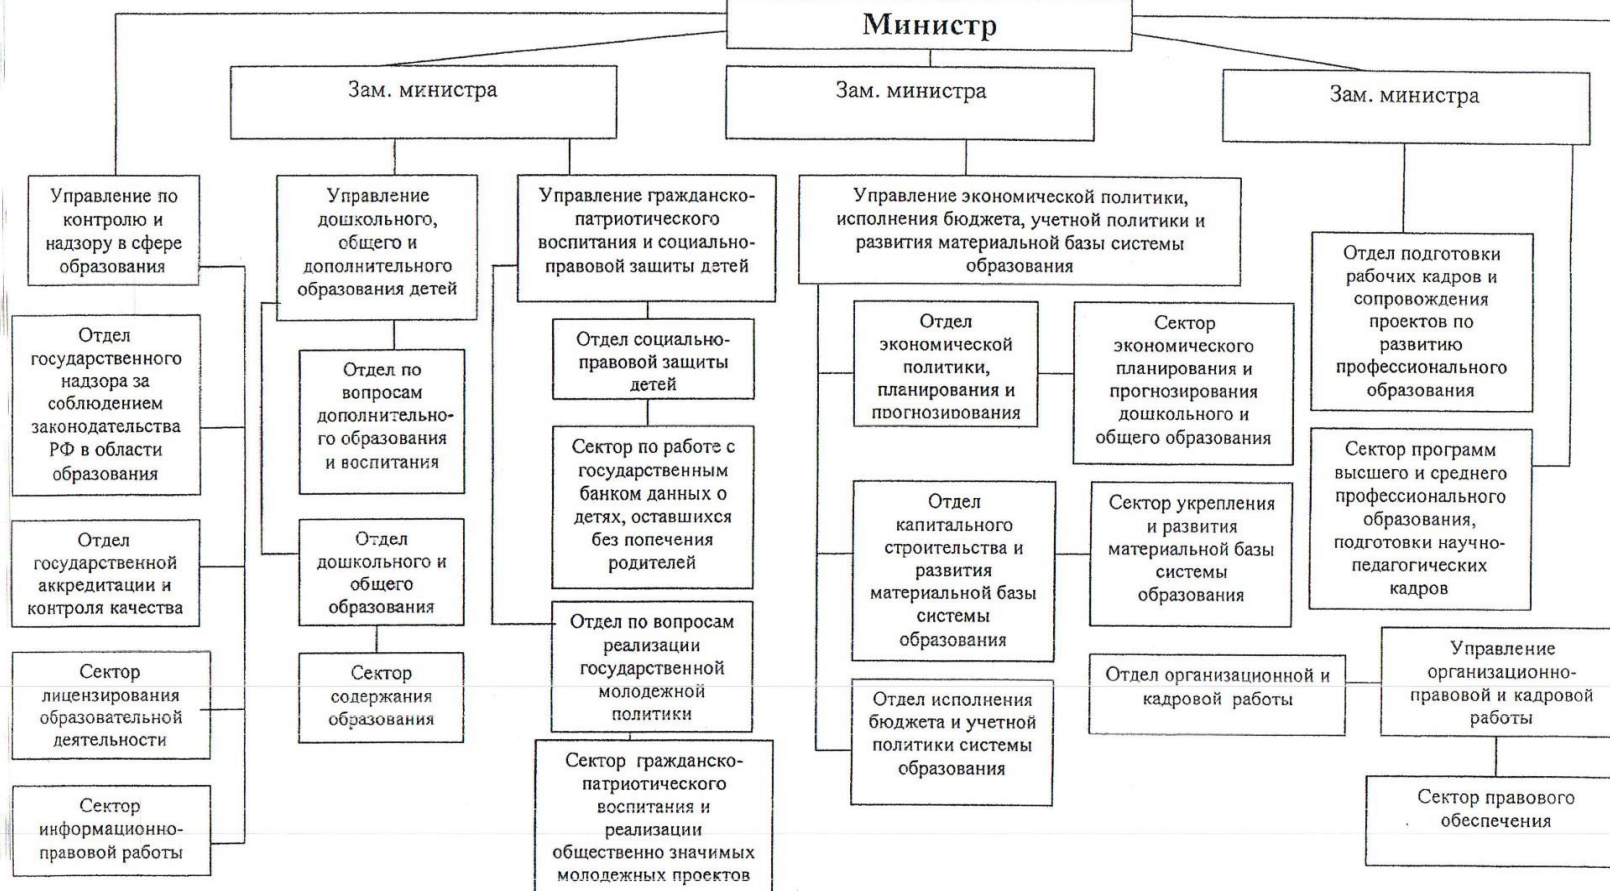 Министр
Зам. министра
Зам. министра
Зам. министра
Управление по
контролю и
надзору в сфере
образования
Управление
дошкольного,
общего и
дополнительного
образования детей
Управление гражданско-
патриотического
воспитания и социально-
правовой защиты детей
Управление экономической политики,
исполнения бюджета, учетной политики и
развития материальной базы системы
образования
Отдел подготовки
рабочих кадров и
сопровождения
проектов по
развитию
профессионального
образования
Отдел
государственного
надзора за
соблюдением
законодательства
РФ в области
образования
Отдел по
вопросам
дополнительно-
го образования
и воспитания
Отдел социально-
правовой защиты
детей
Отдел
экономической
политики,
планирования и
прогнозирования
Сектор
экономического
планирования и
прогнозирования
дошкольного и
общего образования
Сектор по работе с
государственным
банком данных о
детях, оставшихся
без попечения
родителей
Сектор программ
высшего и среднего
профессионального
образования,
подготовки научно-
педагогических
кадров
Отдел
государственной
аккредитации и
контроля качества
Отдел
дошкольного и
общего
образования
Отдел
капитального
строительства и
развития
материальной базы
системы
образования
Сектор укрепления
и развития
материальной базы
системы
образования
Отдел по вопросам
реализации
государственной
молодежной
политики
Сектор
лицензирования
образовательной
деятельности
Сектор
содержания
образования
Отдел исполнения
бюджета и учетной
политики системы
образования
Отдел организационной и
кадровой работы
Управление
организационно-
правовой и кадровой
работы
Сектор
информационно-
правовой работы
Сектор гражданско-
патриотического
воспитания и
реализации
общественно значимых
молодежных проектов
Сектор правового
обеспечения